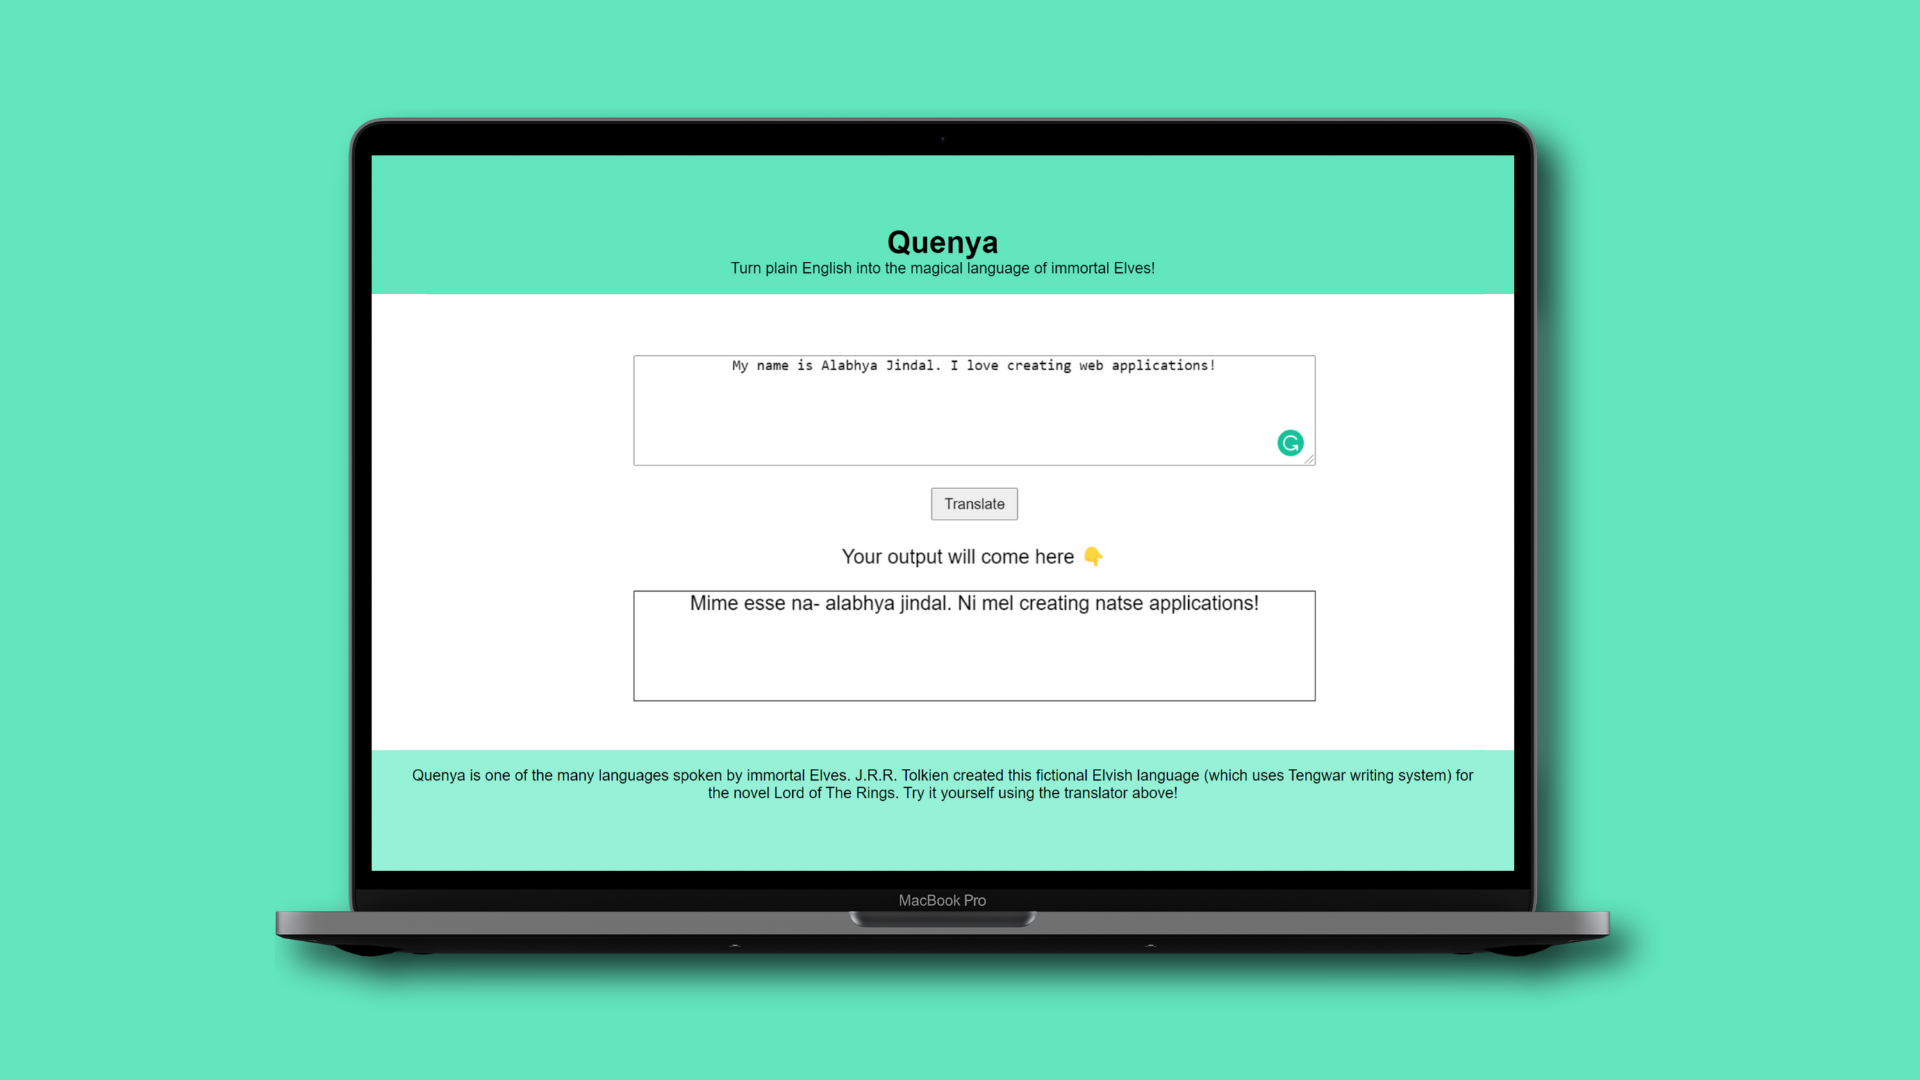 Quenya
Turn plain English into the magical language of immortal Elves!
My name is Alabhya Jindal. I love creating web applications!
Translate
Your output will come here 👇
Mime esse na- alabhya jindal. Ni mel creating natse applications!
Quenya is one of the many languages spoken by immortal Elves. J.R.R. Tolkien created this fictional Elvish language (which uses Tengwar writing system) for
the novel Lord of The Rings. Try it yourself using the translator above!
MacBook Pro